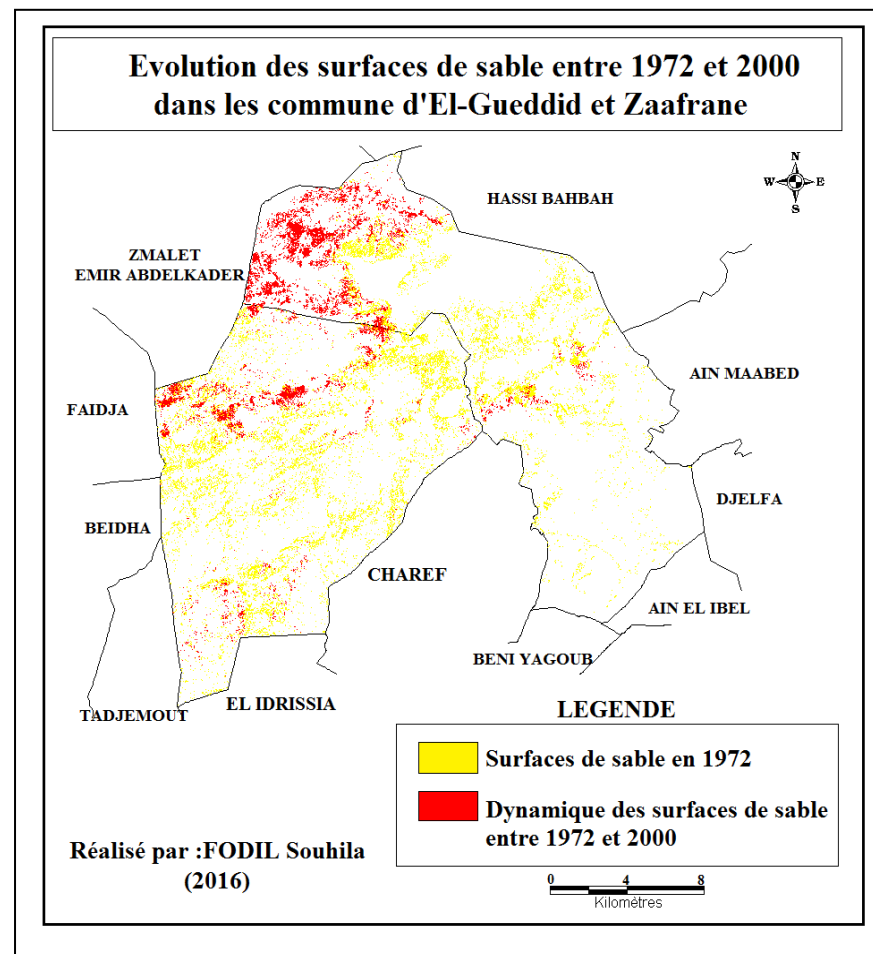 Evolution des surfaces de sable entre 1972 et 2000
dans les commune d'El-Gueddid et Zaafrane
N
W E
S
HASSI BAHBAH
ZMALET
EMIR ABDELKADER
AIN MAABED
FAIDJA
DJELFA
BEIDHA
CHAREF
AIN EL IBEL
BENI YAGOUB
EL IDRISSIA
TADJEMOUT
LEGENDE
Surfaces de sable en 1972
Dynamique des surfaces de sable
entre 1972 et 2000
Réalisé par :FODIL Souhila
(2016)
0 4 8
Kilomètres